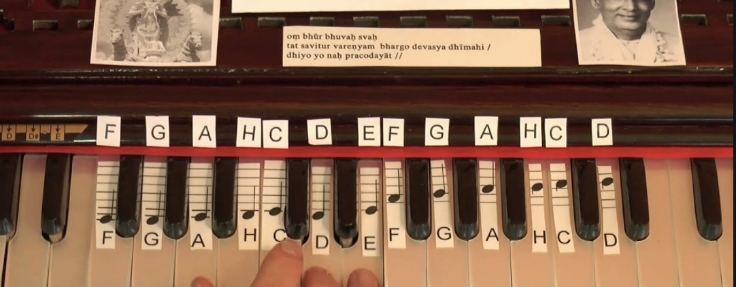 oṃ bhūr bhuvaḥ svaḥ
tat savitur vareṇyam bhargo devasya dhīmahi /
dhiyo yo naḥ pracodayāt //
D D# E
F G A H C D E F G A H C D
F G A H C D E F G A H C D